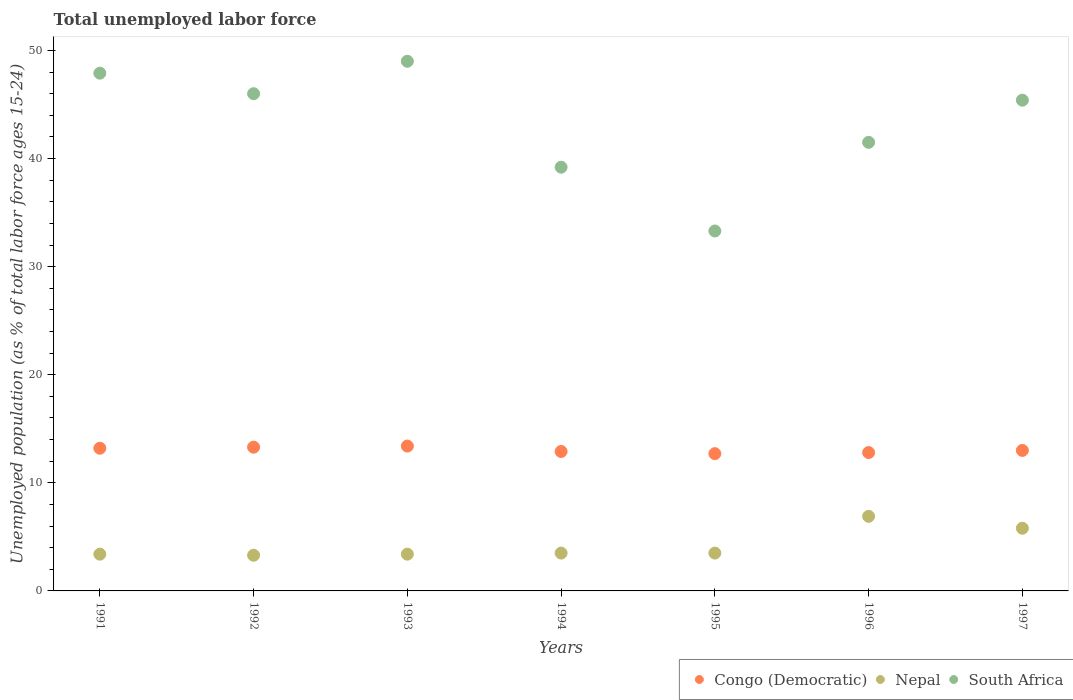 Total unemployed labor force
Unemployed population (as % of total labor force ages 15-24)
50
40
30
20
10
0
1991
1992
1993
1994
1995
1996
1997
Years
Congo (Democratic)
Nepal
South Africa